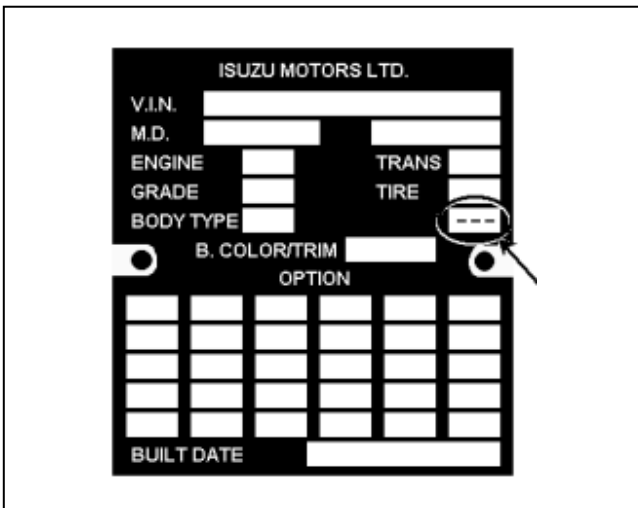 ISUZU MOTORS LTD.
V.I.N.
M.D.
ENGINE TRANS
GRADE TIRE
BODY TYPE ---
B. COLOR/TRIM
OPTION
BUILT DATE